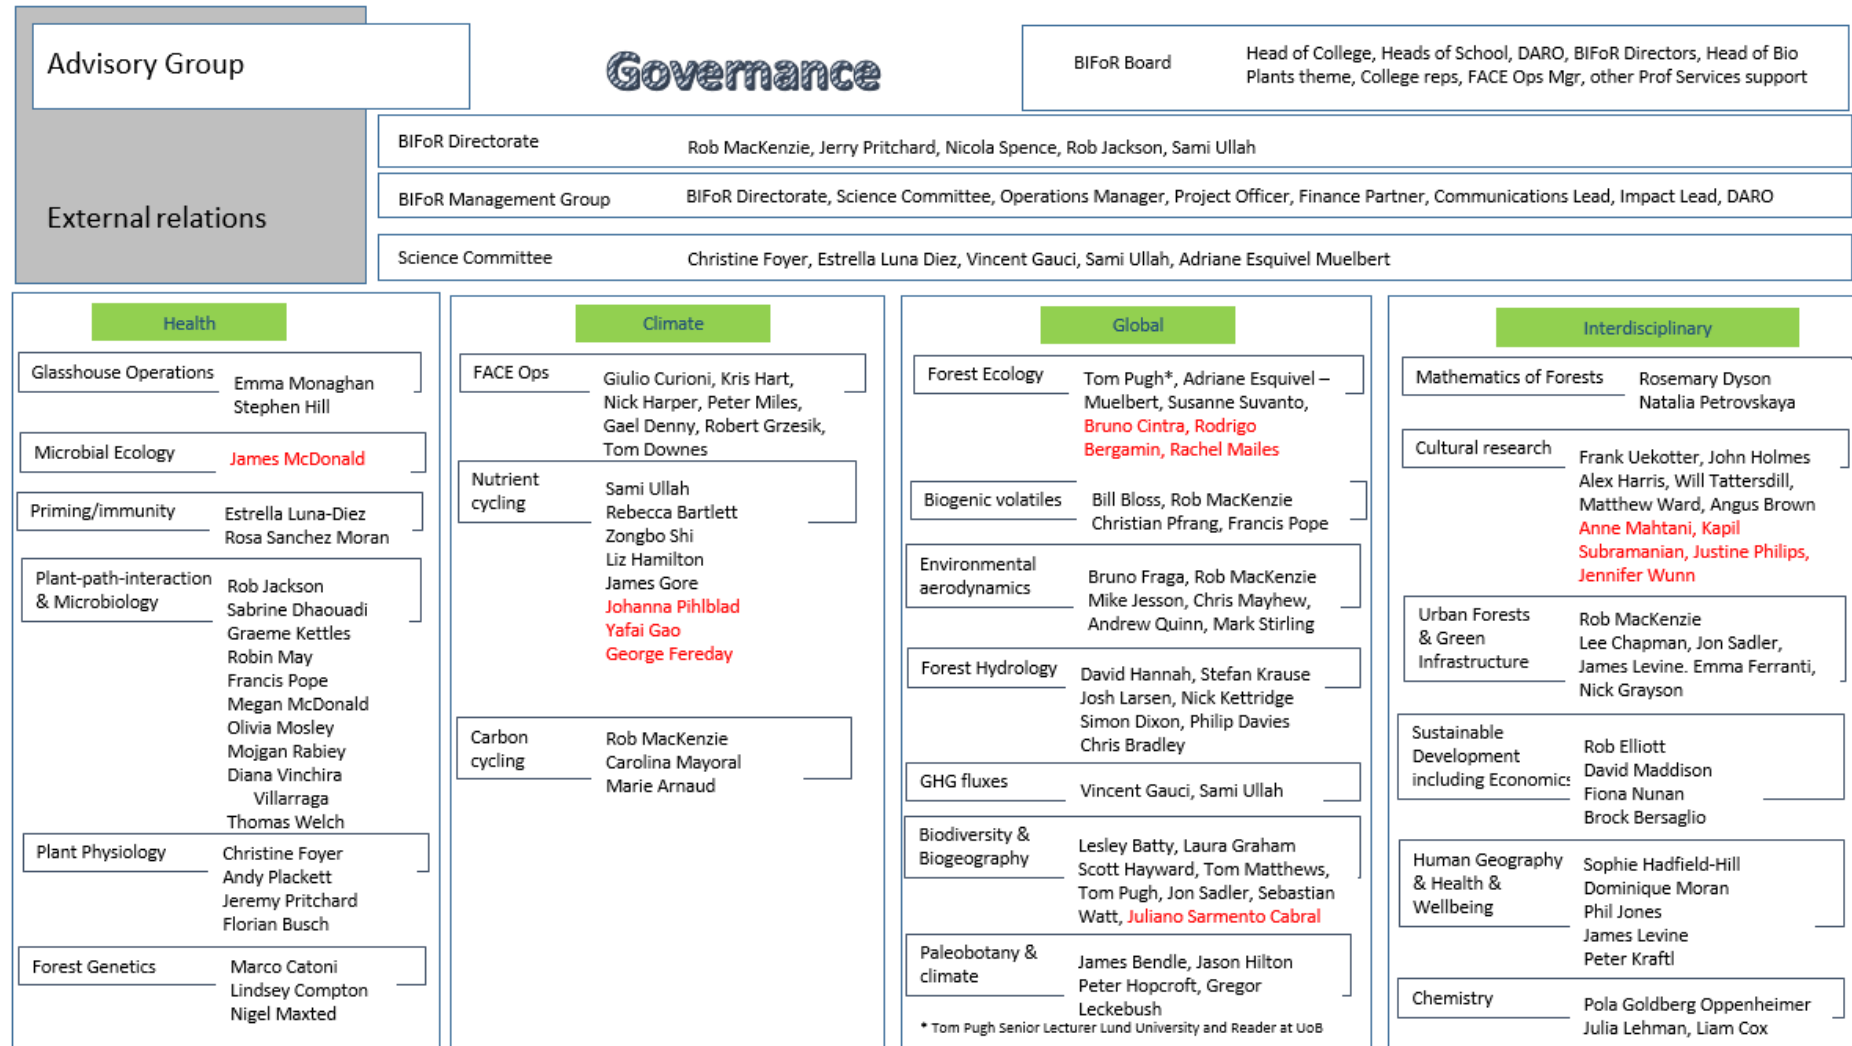 Advisory Group
External relations
Governance
BIFoR Board
Head of College, Heads of School, DARO, BIFoR Directors, Head of Bio
Plants theme, College reps, FACE Ops Mgr, other Prof Services support
BIFoR Directorate
Rob MacKenzie, Jerry Pritchard, Nicola Spence, Rob Jackson, Sami Ullah
BIFoR Management Group
BIFoR Directorate, Science Committee, Operations Manager, Project Officer, Finance Partner, Communications Lead, Impact Lead, DARO
Science Committee
Christine Foyer, Estrella Luna Diez, Vincent Gauci, Sami Ullah, Adriane Esquivel Muelbert
Health
Glasshouse Operations
Emma Monaghan
Stephen Hill
Microbial Ecology
James McDonald
Priming/immunity
Estrella Luna-Diez
Rosa Sanchez Moran
Plant-path-interaction
& Microbiology
Rob Jackson
Sabrine Dhaouadi
Graeme Kettles
Robin May
Francis Pope
Megan McDonald
Olivia Mosley
Mojgan Rabiey
Diana Vinchira
Villarraga
Thomas Welch
Plant Physiology
Christine Foyer
Andy Plackett
Jeremy Pritchard
Florian Busch
Forest Genetics
Marco Catoni
Lindsey Compton
Nigel Maxted
Climate
FACE Ops
Giulio Curioni, Kris Hart,
Nick Harper, Peter Miles,
Gael Denny, Robert Grzesik,
Tom Downes
Nutrient
cycling
Sami Ullah
Rebecca Bartlett
Zongbo Shi
Liz Hamilton
James Gore
Johanna Pihlblad
Yafai Gao
George Fereday
Carbon
cycling
Rob MacKenzie
Carolina Mayoral
Marie Arnaud
Global
Forest Ecology
Tom Pugh*, Adriane Esquivel –
Muelbert, Susanne Suvanto,
Bruno Cintra, Rodrigo
Bergamin, Rachel Mailes
Biogenic volatiles
Bill Bloss, Rob MacKenzie
Christian Pfrang, Francis Pope
Environmental
aerodynamics
Bruno Fraga, Rob MacKenzie
Mike Jesson, Chris Mayhew,
Andrew Quinn, Mark Stirling
Forest Hydrology
David Hannah, Stefan Krause
Josh Larsen, Nick Kettridge
Simon Dixon, Philip Davies
Chris Bradley
GHG fluxes
Vincent Gauci, Sami Ullah
Biodiversity &
Biogeography
Lesley Batty, Laura Graham
Scott Hayward, Tom Matthews,
Tom Pugh, Jon Sadler, Sebastian
Watt, Juliano Sarmento Cabral
Paleobotany &
climate
James Bendle, Jason Hilton
Peter Hopcroft, Gregor
Leckebush
* Tom Pugh Senior Lecturer Lund University and Reader at UoB
Interdisciplinary
Mathematics of Forests
Rosemary Dyson
Natalia Petrovskaya
Cultural research
Frank Uekotter, John Holmes
Alex Harris, Will Tattersdill,
Matthew Ward, Angus Brown
Anne Mahtani, Kapil
Subramanian, Justine Philips,
Jennifer Wunn
Urban Forests
& Green
Infrastructure
Rob MacKenzie
Lee Chapman, Jon Sadler,
James Levine. Emma Ferranti,
Nick Grayson
Sustainable
Development
including Economics
Rob Elliott
David Maddison
Fiona Nunan
Brock Bersaglio
Human Geography
& Health &
Wellbeing
Sophie Hadfield-Hill
Dominique Moran
Phil Jones
James Levine
Peter Kraftl
Chemistry
Pola Goldberg Oppenheimer
Julia Lehman, Liam Cox